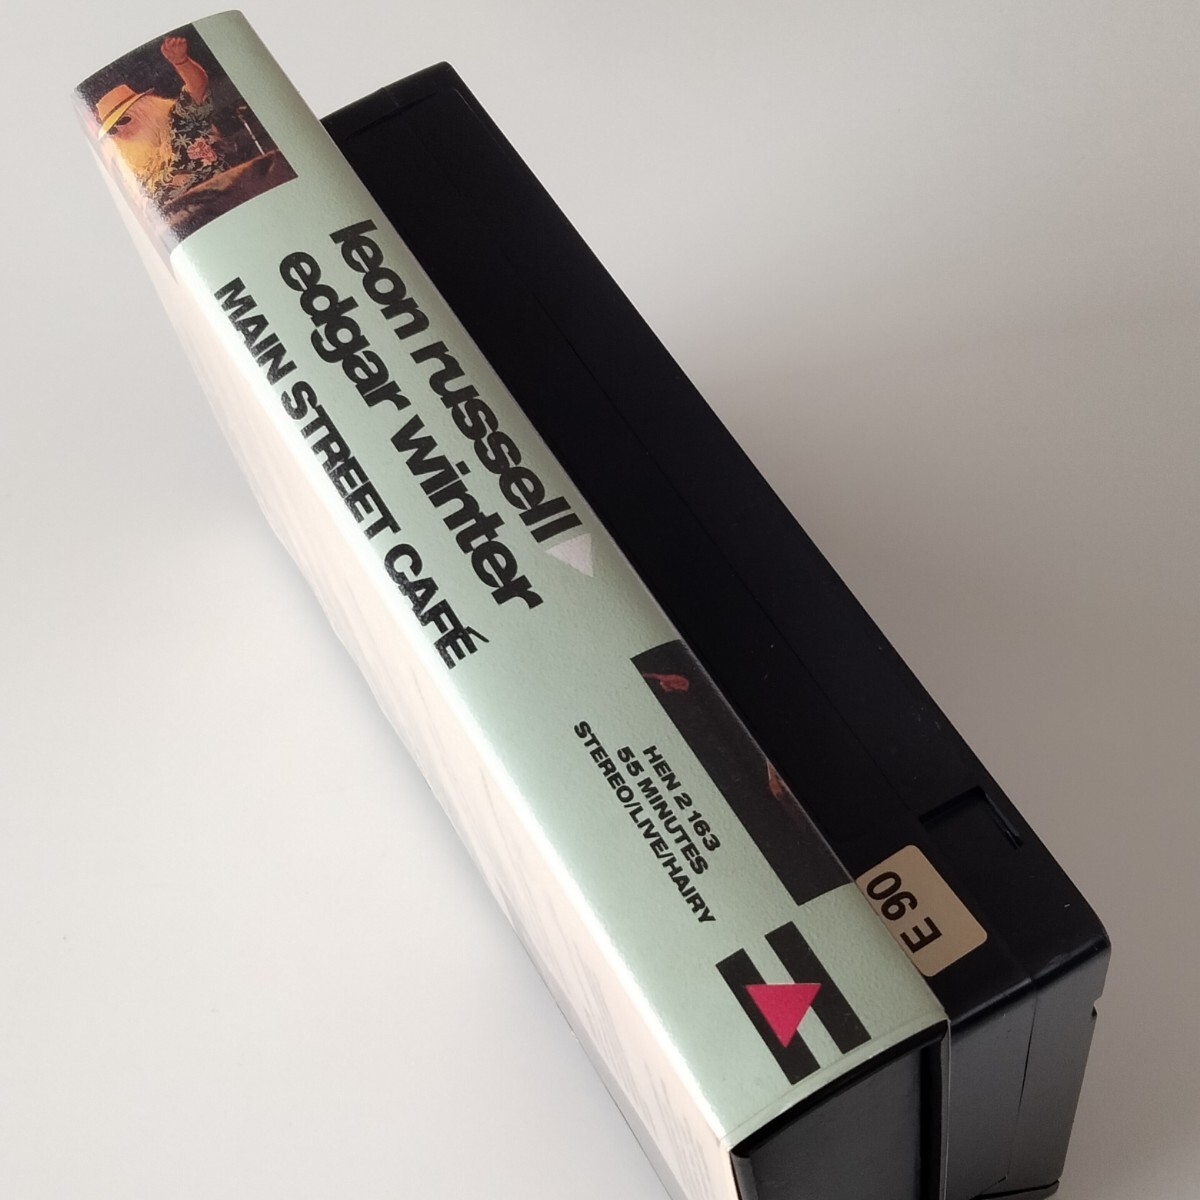 leon russell
edgar winter
MAIN STREET CAFÉ
HEN 2 163
55 MINUTES
STEREO/LIVE/HAIRY
E 90